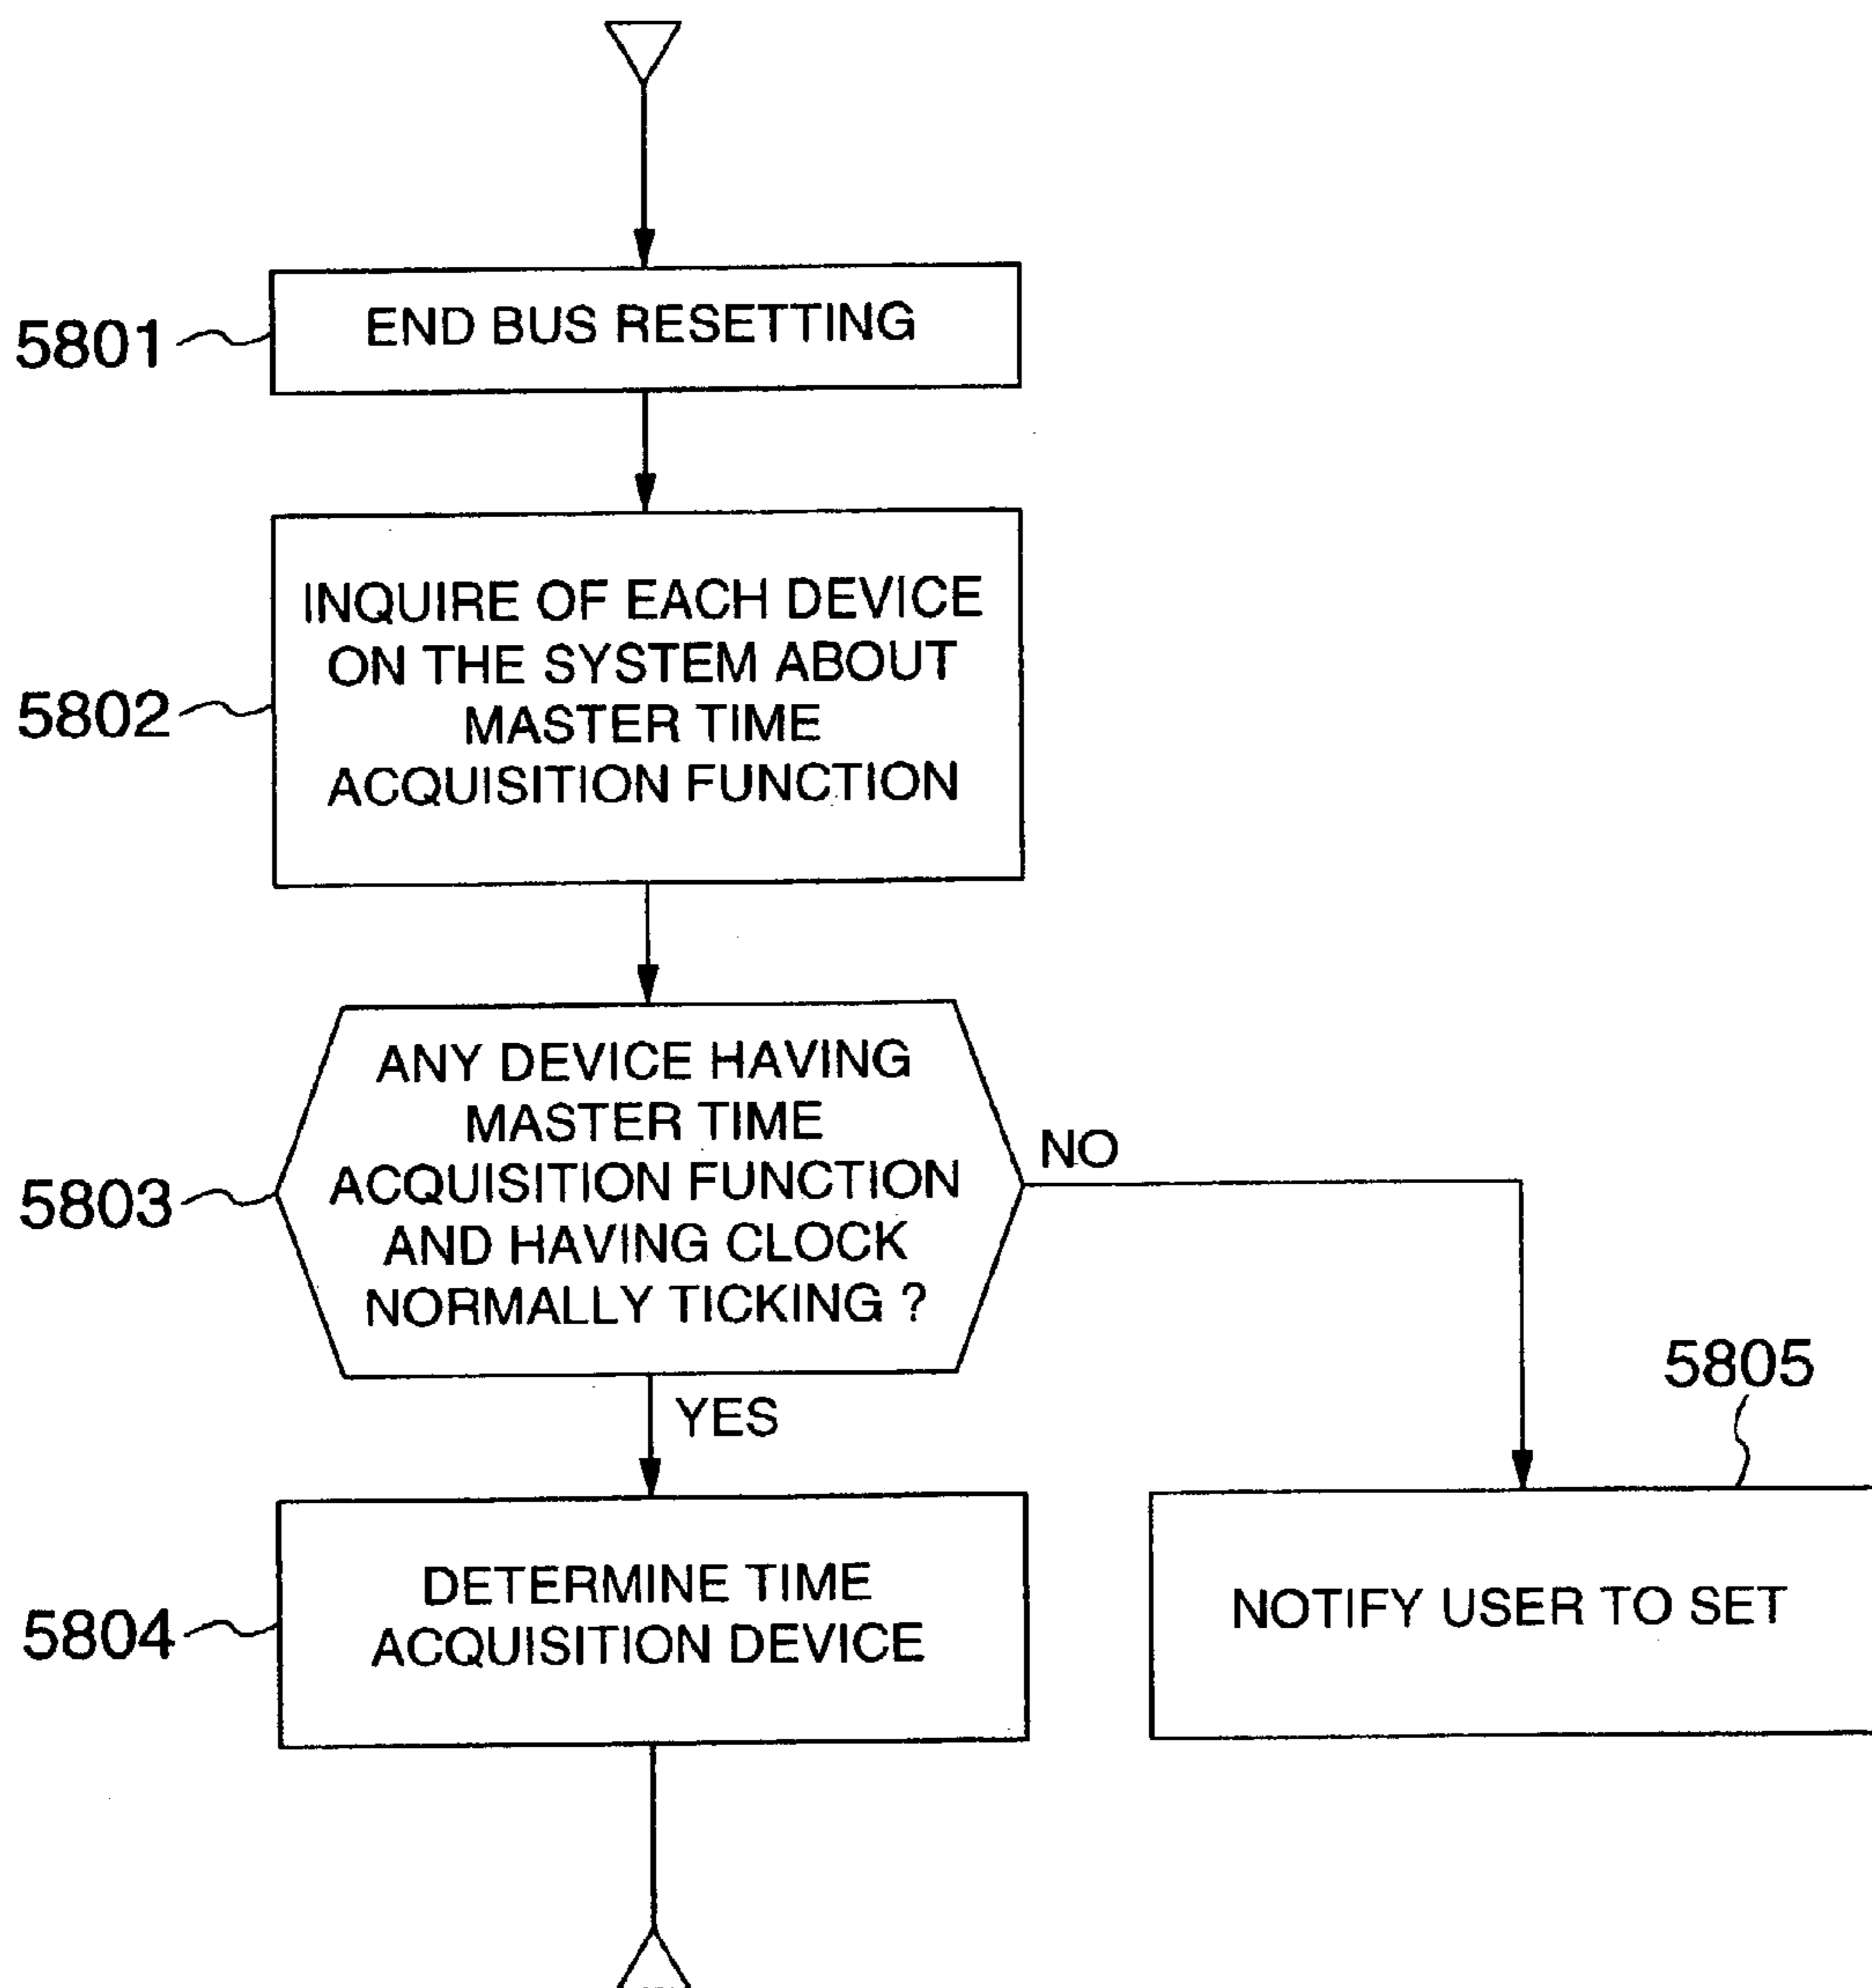 5801
END BUS RESETTING
5802
INQUIRE OF EACH DEVICE
ON THE SYSTEM ABOUT
MASTER TIME
ACQUISITION FUNCTION
5803
ANY DEVICE HAVING
MASTER TIME
ACQUISITION FUNCTION
AND HAVING CLOCK
NORMALLY TICKING ?
NO
YES
5804
DETERMINE TIME
ACQUISITION DEVICE
5805
NOTIFY USER TO SET